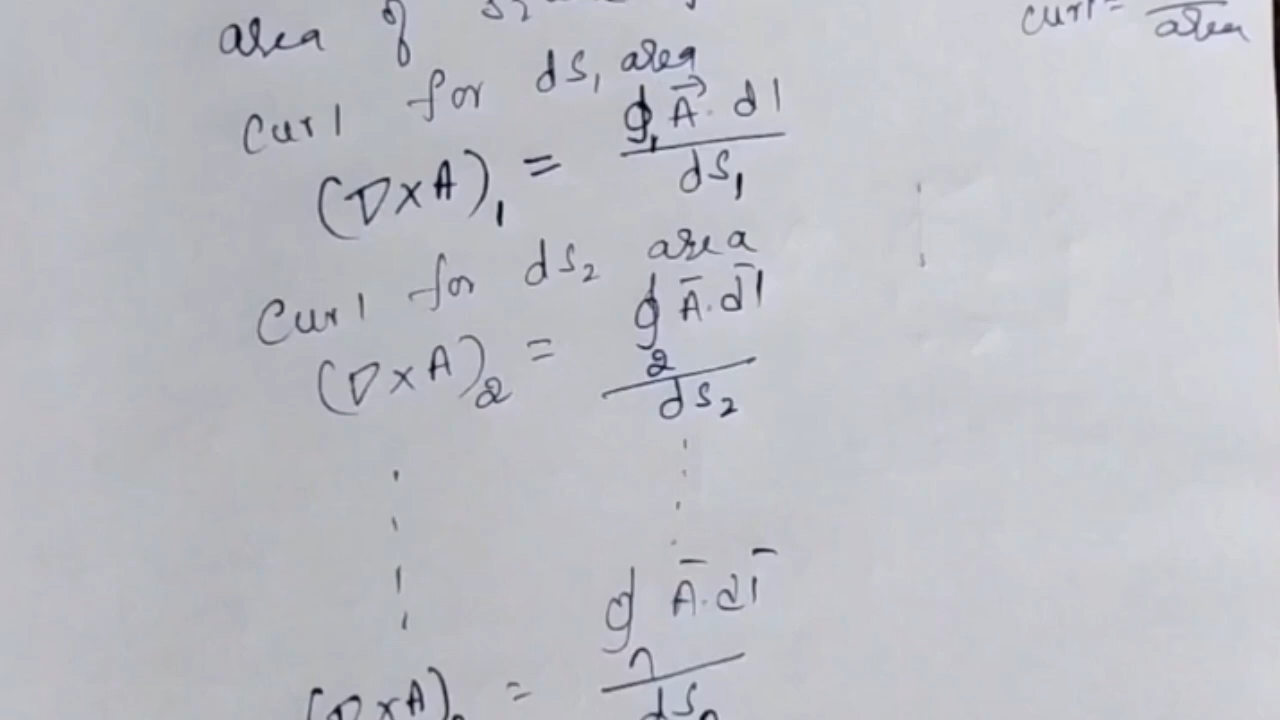 area of
curl =
area
Curl for dS₁ area
(∇×A)₁ = ∮₁ A⃗. dl / dS₁
Curl for dS₂ area
(∇×A)₂ = ∮₂ A̅.dl̅ / dS₂
∮ₙ A̅.dl̅
(∇×A)ₙ = / dSₙ